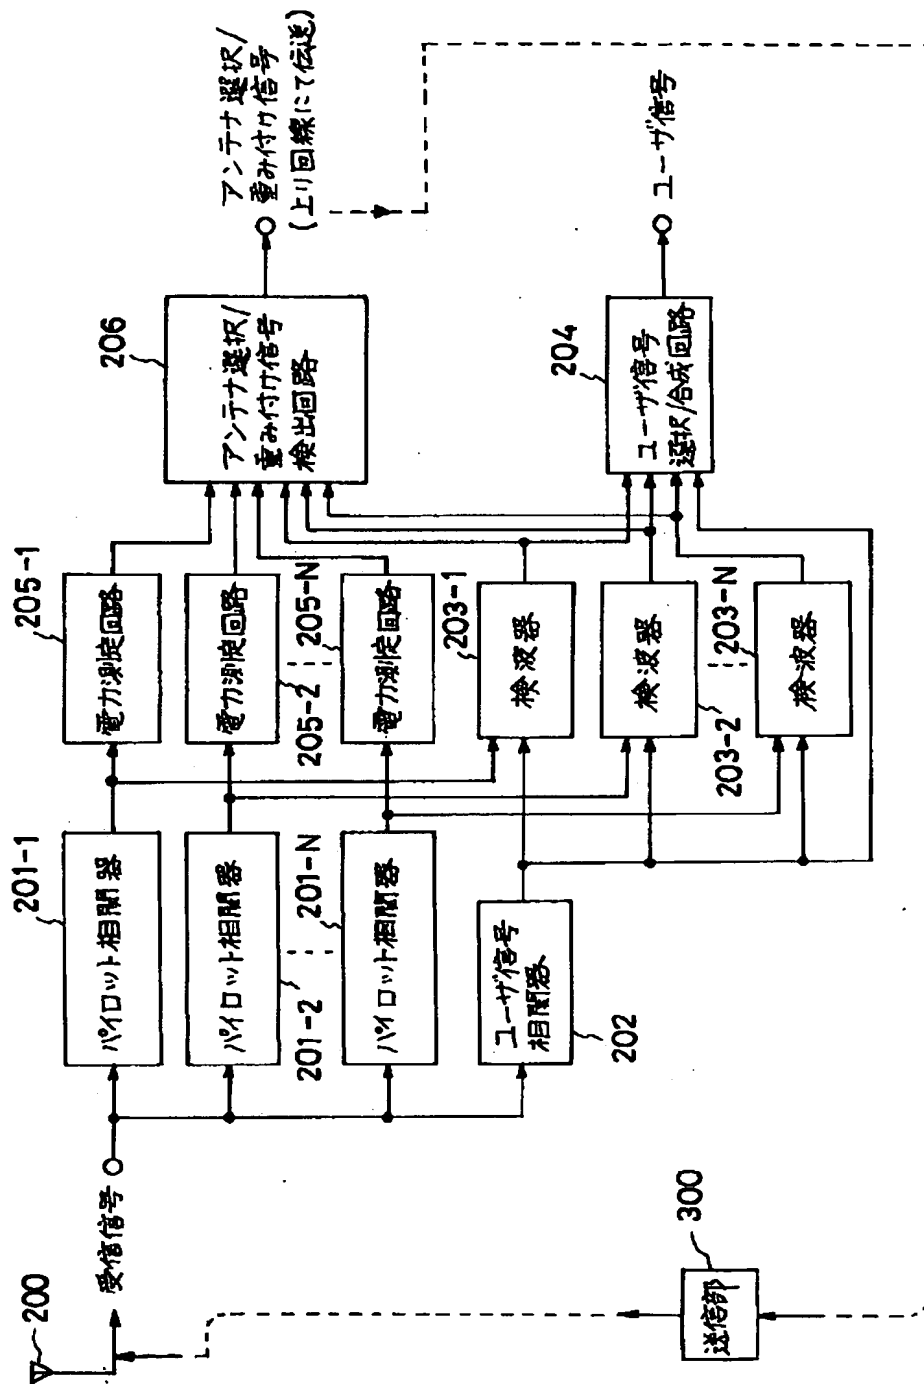 200
受信信号
201-1
パイロット相関器
パイロット相関器
201-2
201-N
パイロット相関器
ユーザ信号
相関器
202
205-1
電力測定回路
電力測定回路
205-2
205-N
電力測定回路
203-1
検波器
検波器
203-2
203-N
検波器
206
アンテナ選択/
重み付け信号
検出回路
204
ユーザ信号
選択/合成回路
アンテナ選択/
重み付け信号
(上り回線にて伝送)
ユーザ信号
300
送信部